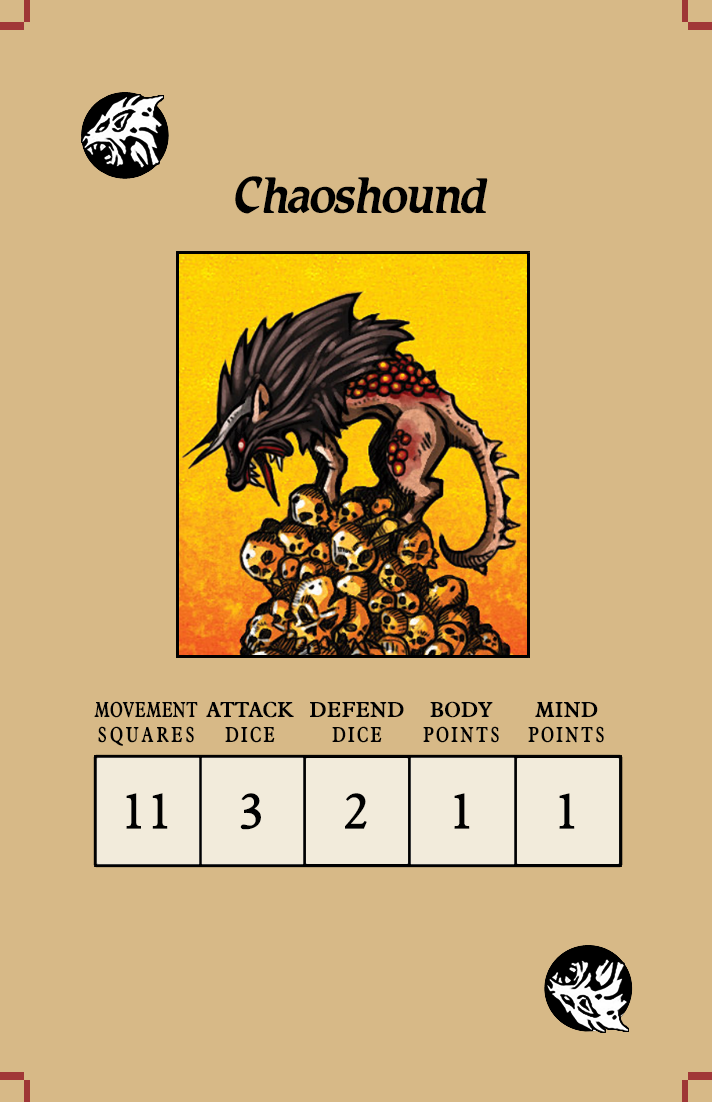 Chaoshound
MOVEMENT ATTACK DEFEND BODY MIND
SQUARES DICE DICE POINTS POINTS
11 3 2 1 1